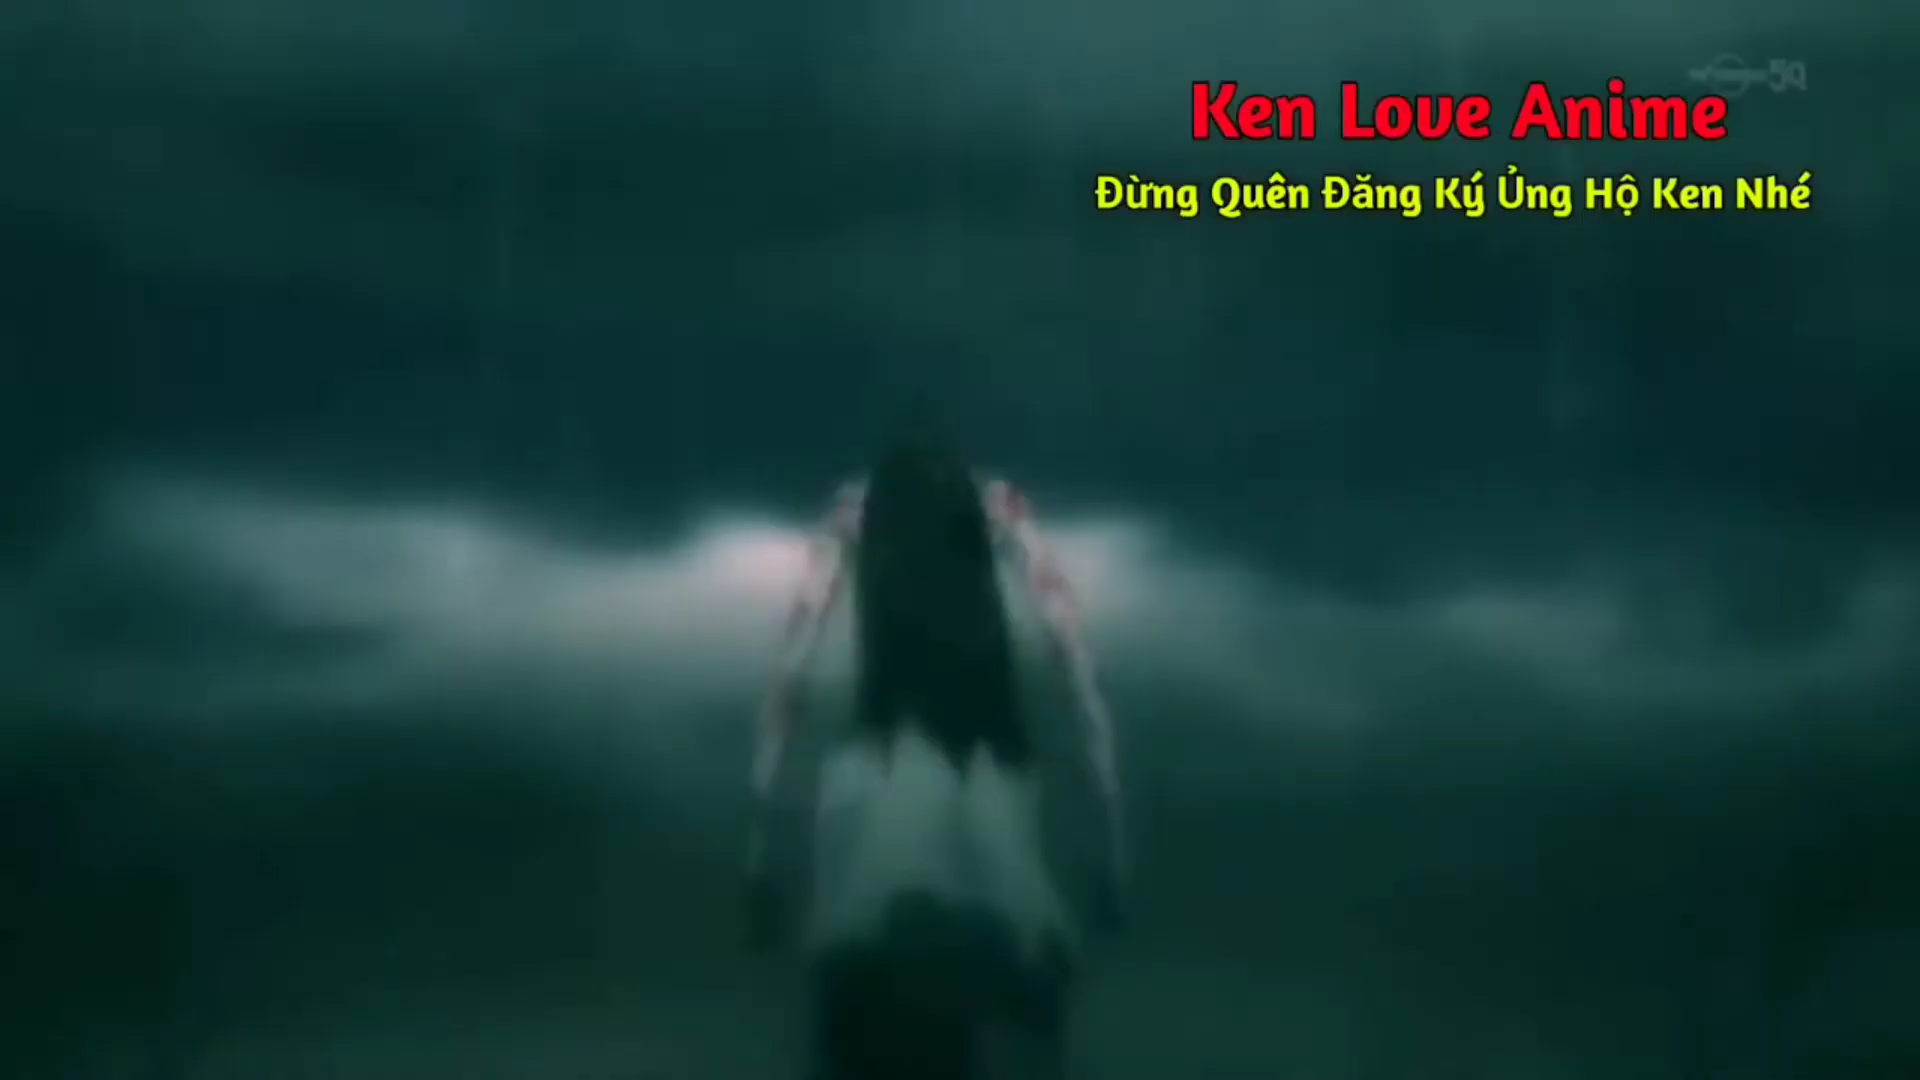 Ken Love Anime
Đừng Quên Đăng Ký Ủng Hộ Ken Nhé